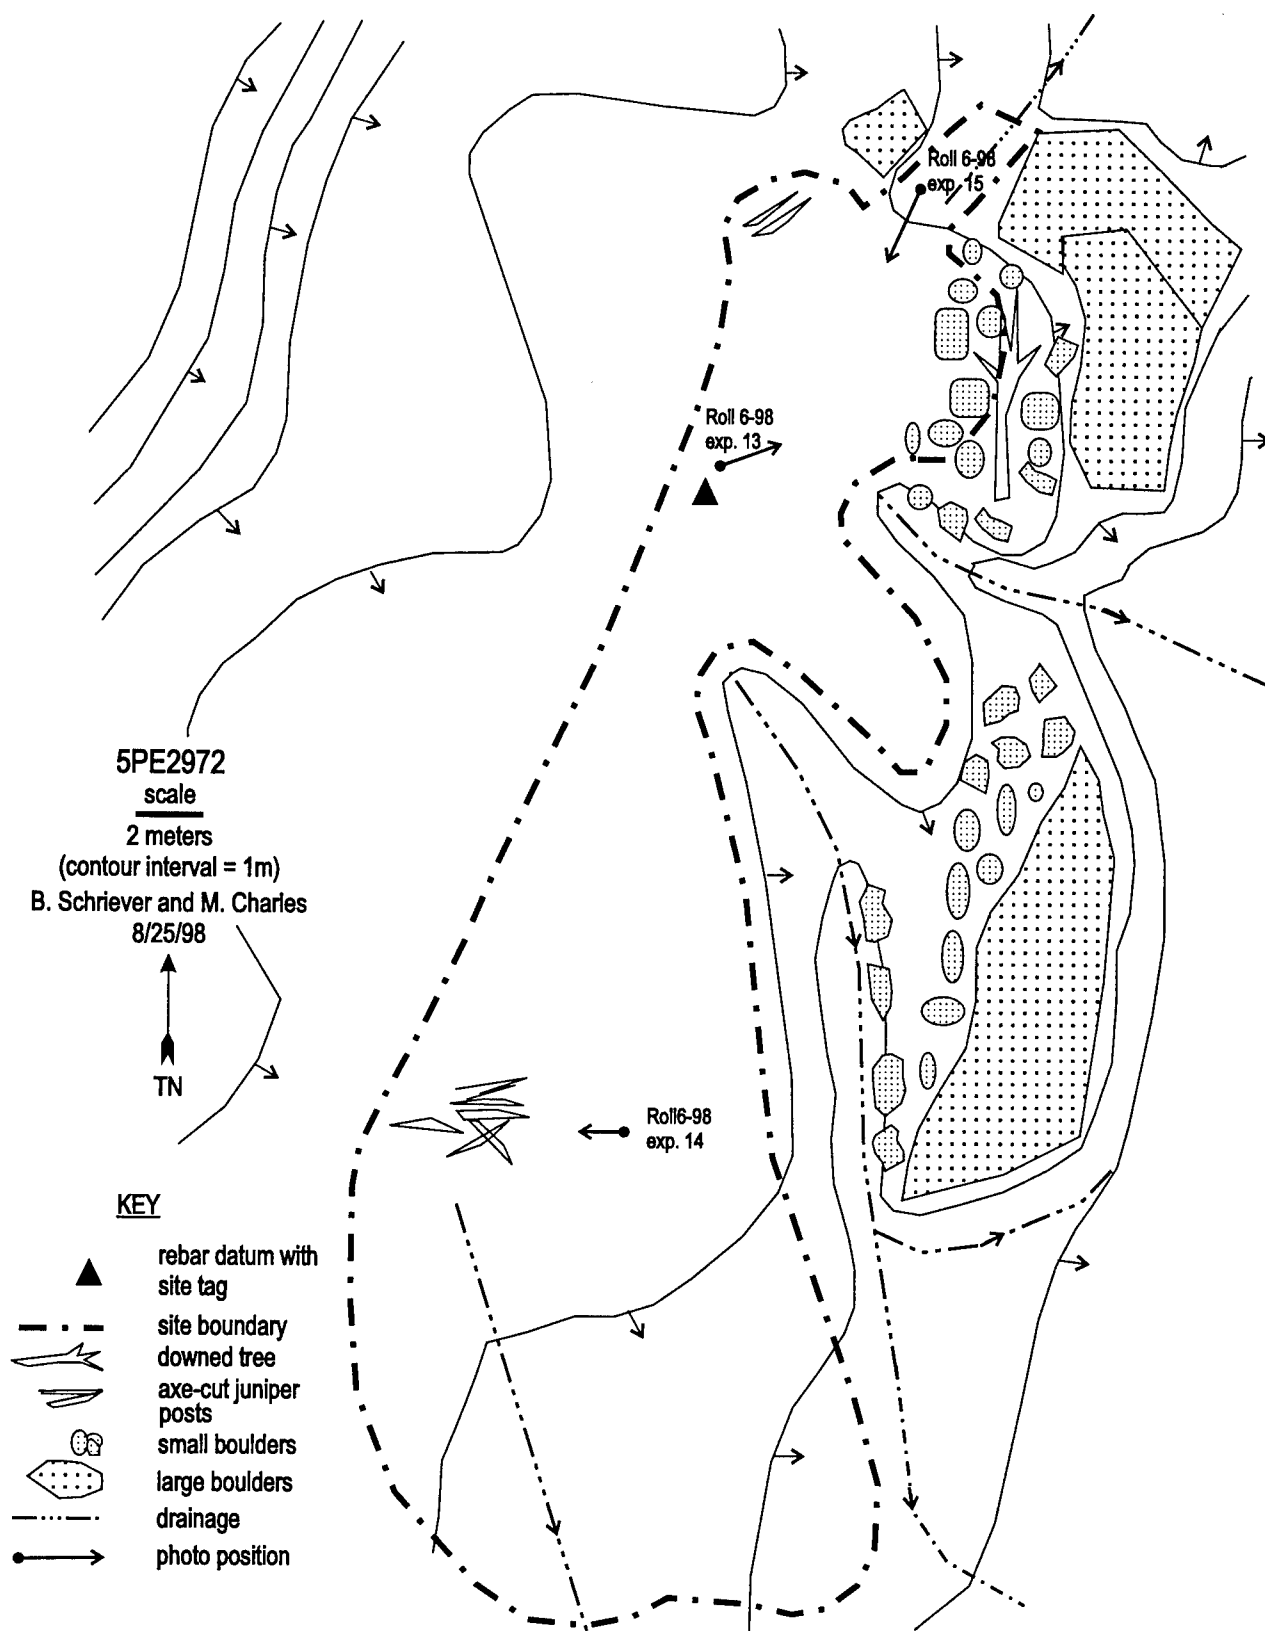 Roll 6-98
exp. 15
Roll 6-98
exp. 13
5PE2972
scale
2 meters
(contour interval = 1m)
B. Schriever and M. Charles
8/25/98
TN
Roll6-98
exp. 14
KEY
rebar datum with
site tag
site boundary
downed tree
axe-cut juniper
posts
small boulders
large boulders
drainage
photo position